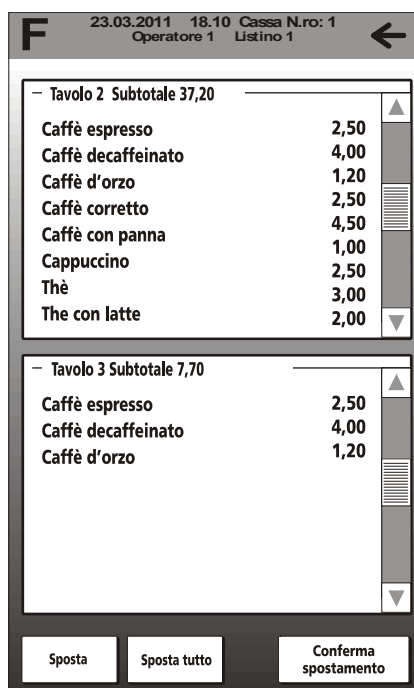 F
23.03.2011 18.10 Cassa N.ro: 1
Operatore 1 Listino 1
Tavolo 2 Subtotale 37,20
Caffè espresso 2,50
Caffè decaffeinato 4,00
Caffè d'orzo 1,20
Caffè corretto 2,50
Caffè con panna 4,50
Cappuccino 1,00
Thè 2,50
The con latte 3,00
2,00
Tavolo 3 Subtotale 7,70
Caffè espresso 2,50
Caffè decaffeinato 4,00
Caffè d'orzo 1,20
Sposta
Sposta tutto
Conferma
spostamento